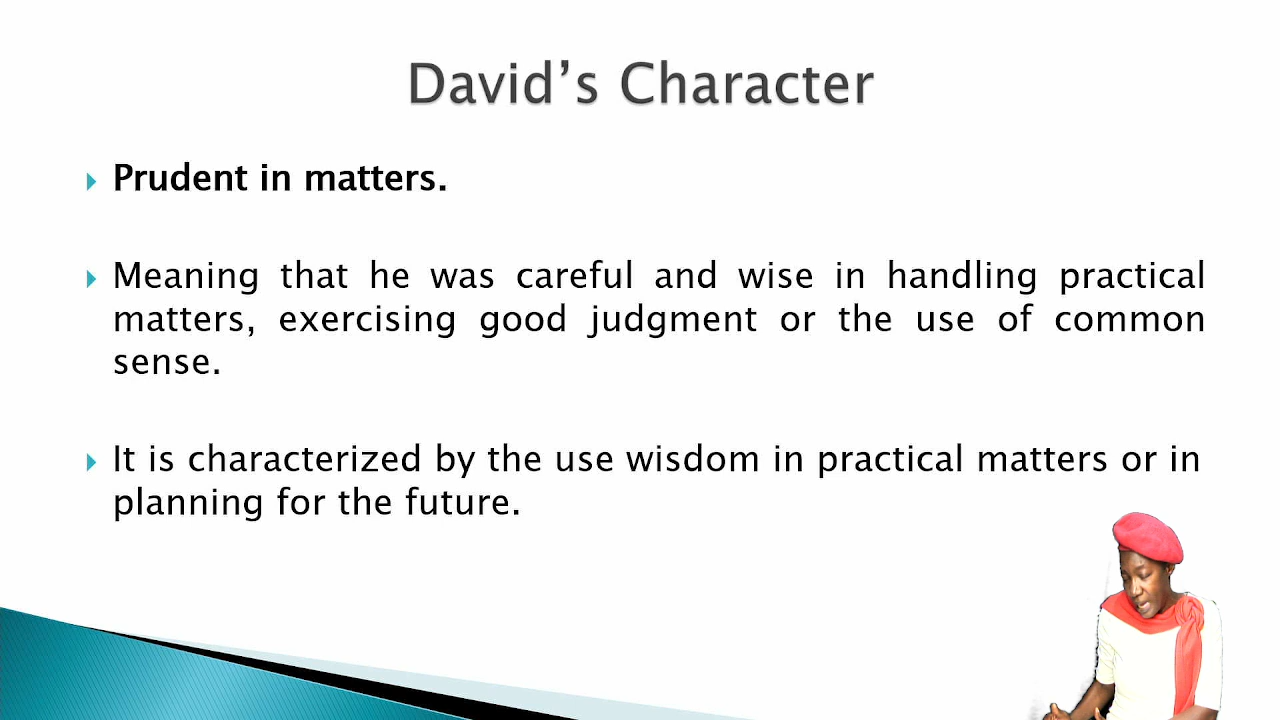 David’s Character
Prudent in matters.
Meaning that he was careful and wise in handling practical
matters, exercising good judgment or the use of common
sense.
It is characterized by the use wisdom in practical matters or in
planning for the future.